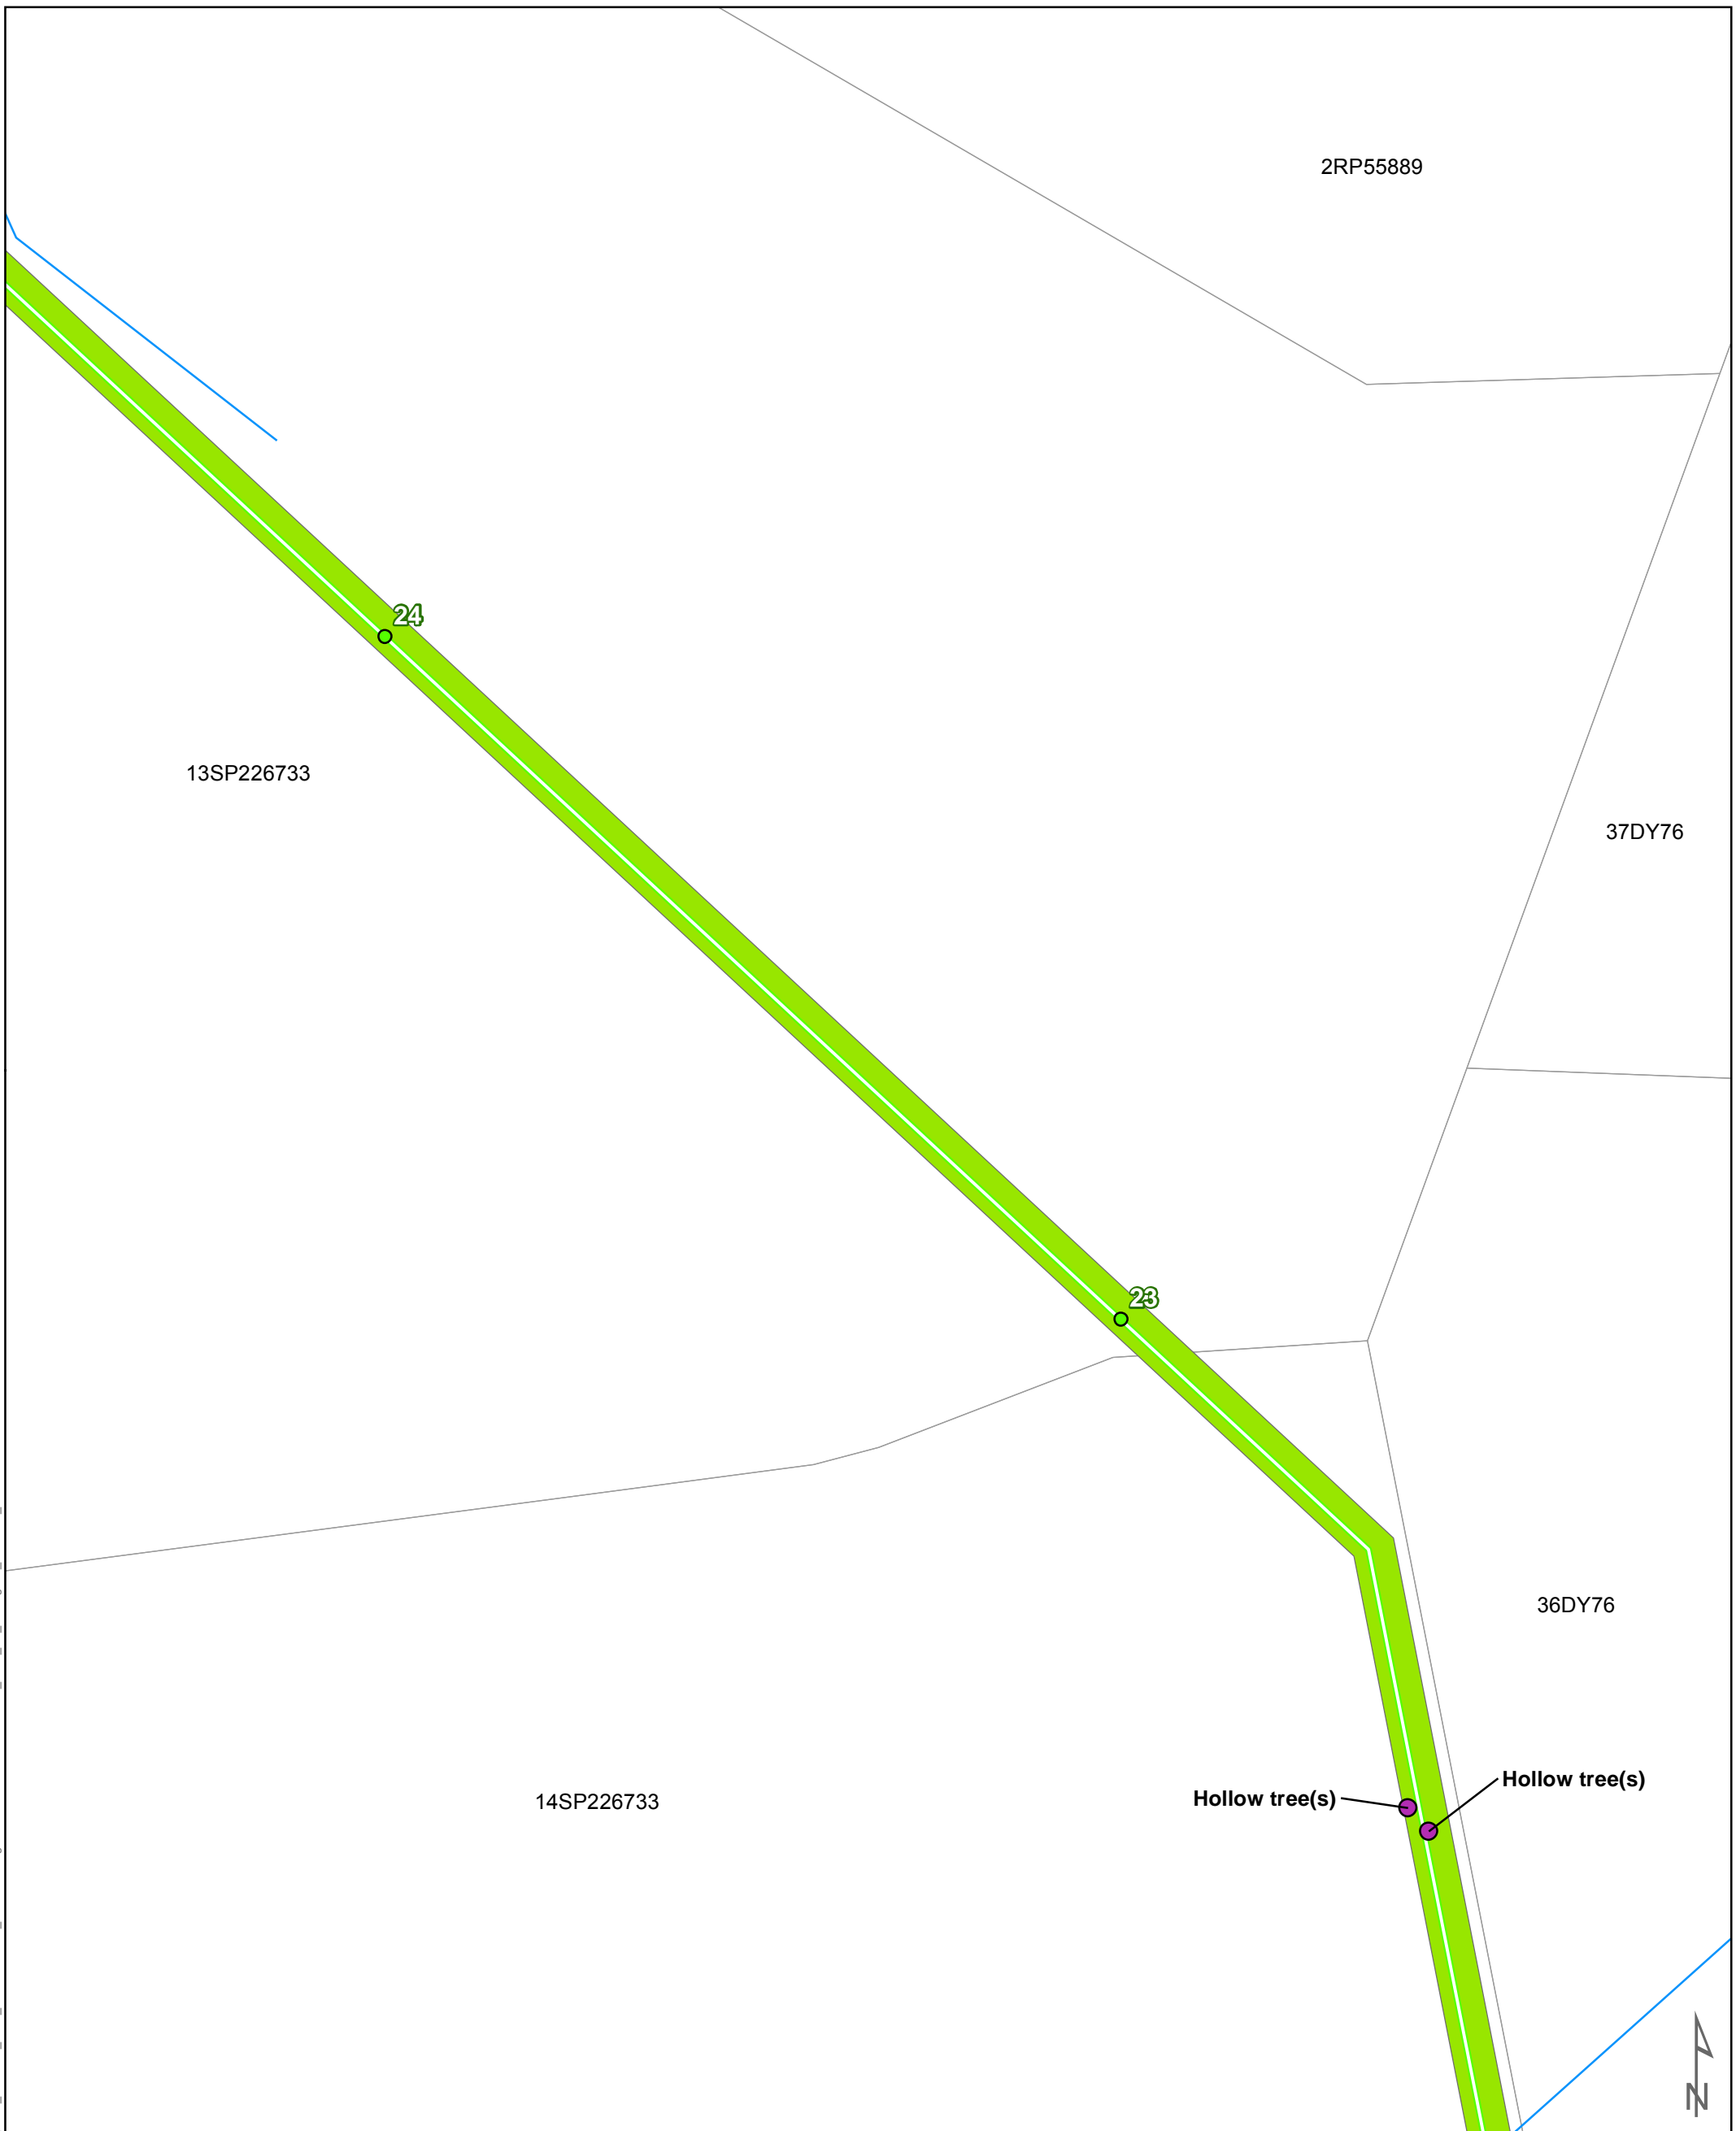 2RP55889
24
13SP226733
37DY76
23
36DY76
Hollow tree(s)
Hollow tree(s)
14SP226733
N